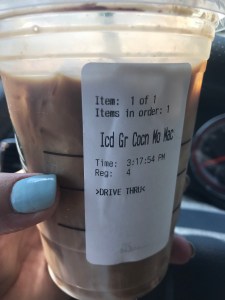 Item: 1 of 1
Items in order: 1
Icd Gr Cocn Mo Mac
Time: 3:17:54 PM
Reg: 4
>DRIVE THRU<